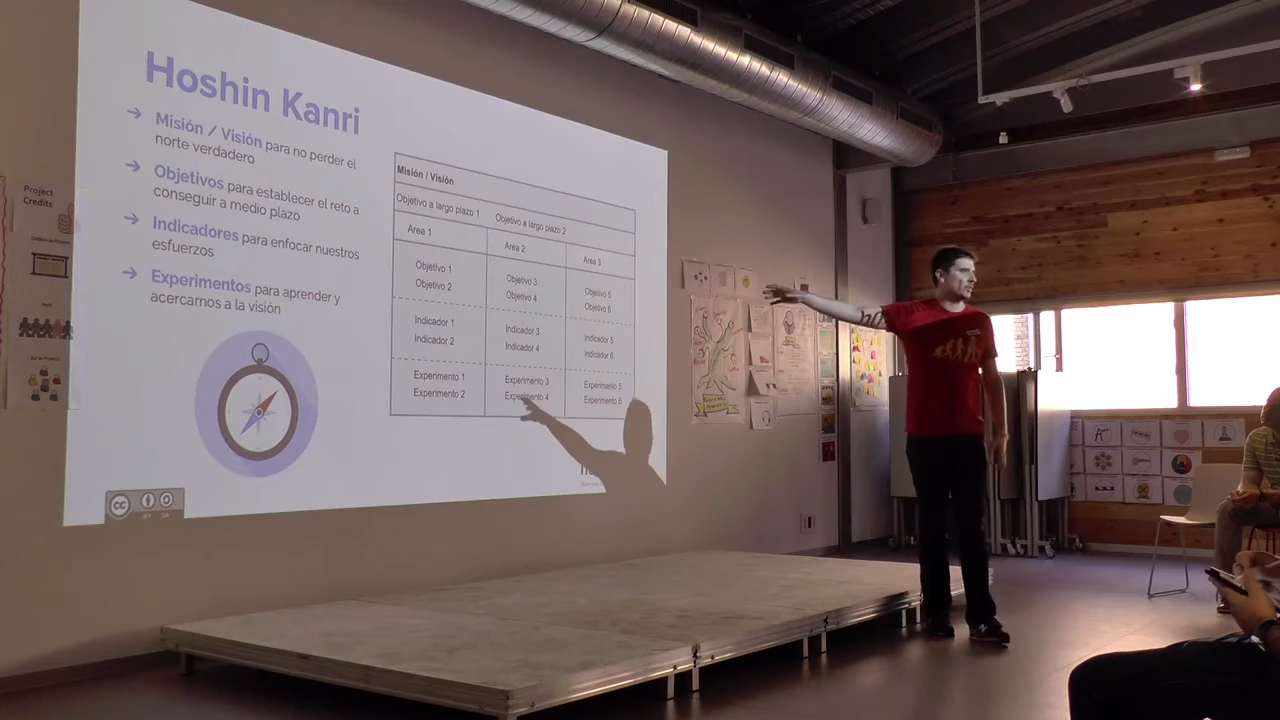 Hoshin Kanri
Misión / Visión para no perder el
norte verdadero
Objetivos para establecer el reto a
conseguir a medio plazo
Indicadores para enfocar nuestros
esfuerzos
Experimentos para aprender y
acercarnos a la visión
Misión / Visión
Objetivo a largo plazo 1 Objetivo a largo plazo 2
Area 1 Area 2 Area 3
Objetivo 1 Objetivo 3 Objetivo 5
Objetivo 2 Objetivo 4 Objetivo 6
Indicador 1 Indicador 3 Indicador 5
Indicador 2 Indicador 4 Indicador 6
Experimento 1 Experimento 3 Experimento 5
Experimento 2 Experimento 4 Experimento 6
cc
BY SA
Project
Credits